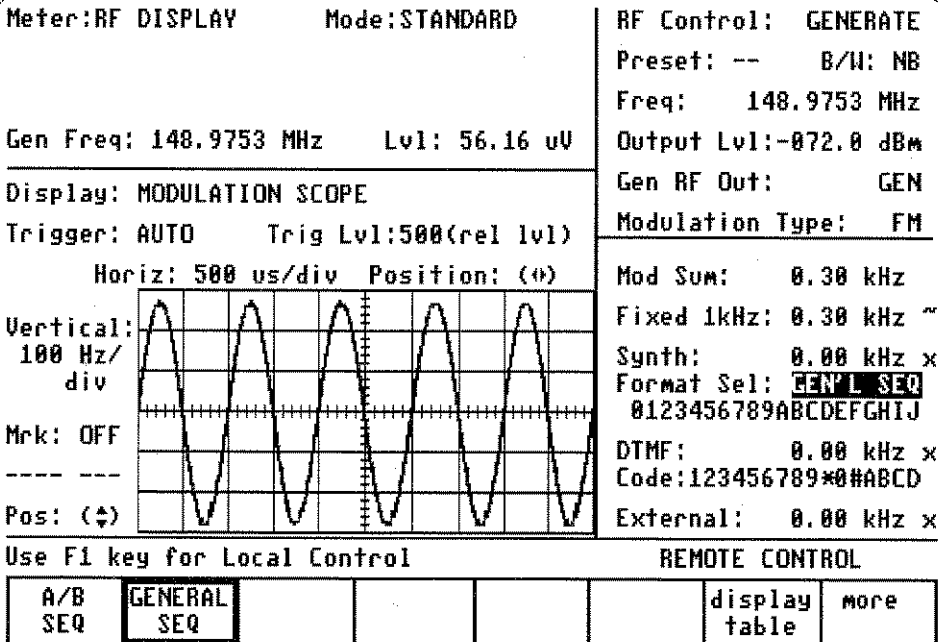 Meter:RF DISPLAY Mode:STANDARD
Gen Freq: 148.9753 MHz Lvl: 56.16 uV
Display: MODULATION SCOPE
Trigger: AUTO Trig Lvl:500(rel lvl)
Horiz: 500 us/div Position: (↔)
Vertical:
100 Hz/
div
Mrk: OFF
---- ---
Pos: (↕)
RF Control: GENERATE
Preset: -- B/W: NB
Freq: 148.9753 MHz
Output Lvl:-072.0 dBm
Gen RF Out: GEN
Modulation Type: FM
Mod Sum: 0.30 kHz
Fixed 1kHz: 0.30 kHz ~
Synth: 0.00 kHz x
Format Sel: GEN'L SEQ
0123456789ABCDEFGHIJ
DTMF: 0.00 kHz x
Code:123456789*0#ABCD
External: 0.00 kHz x
Use F1 key for Local Control REMOTE CONTROL
A/B
SEQ
GENERAL
SEQ
display
table
more